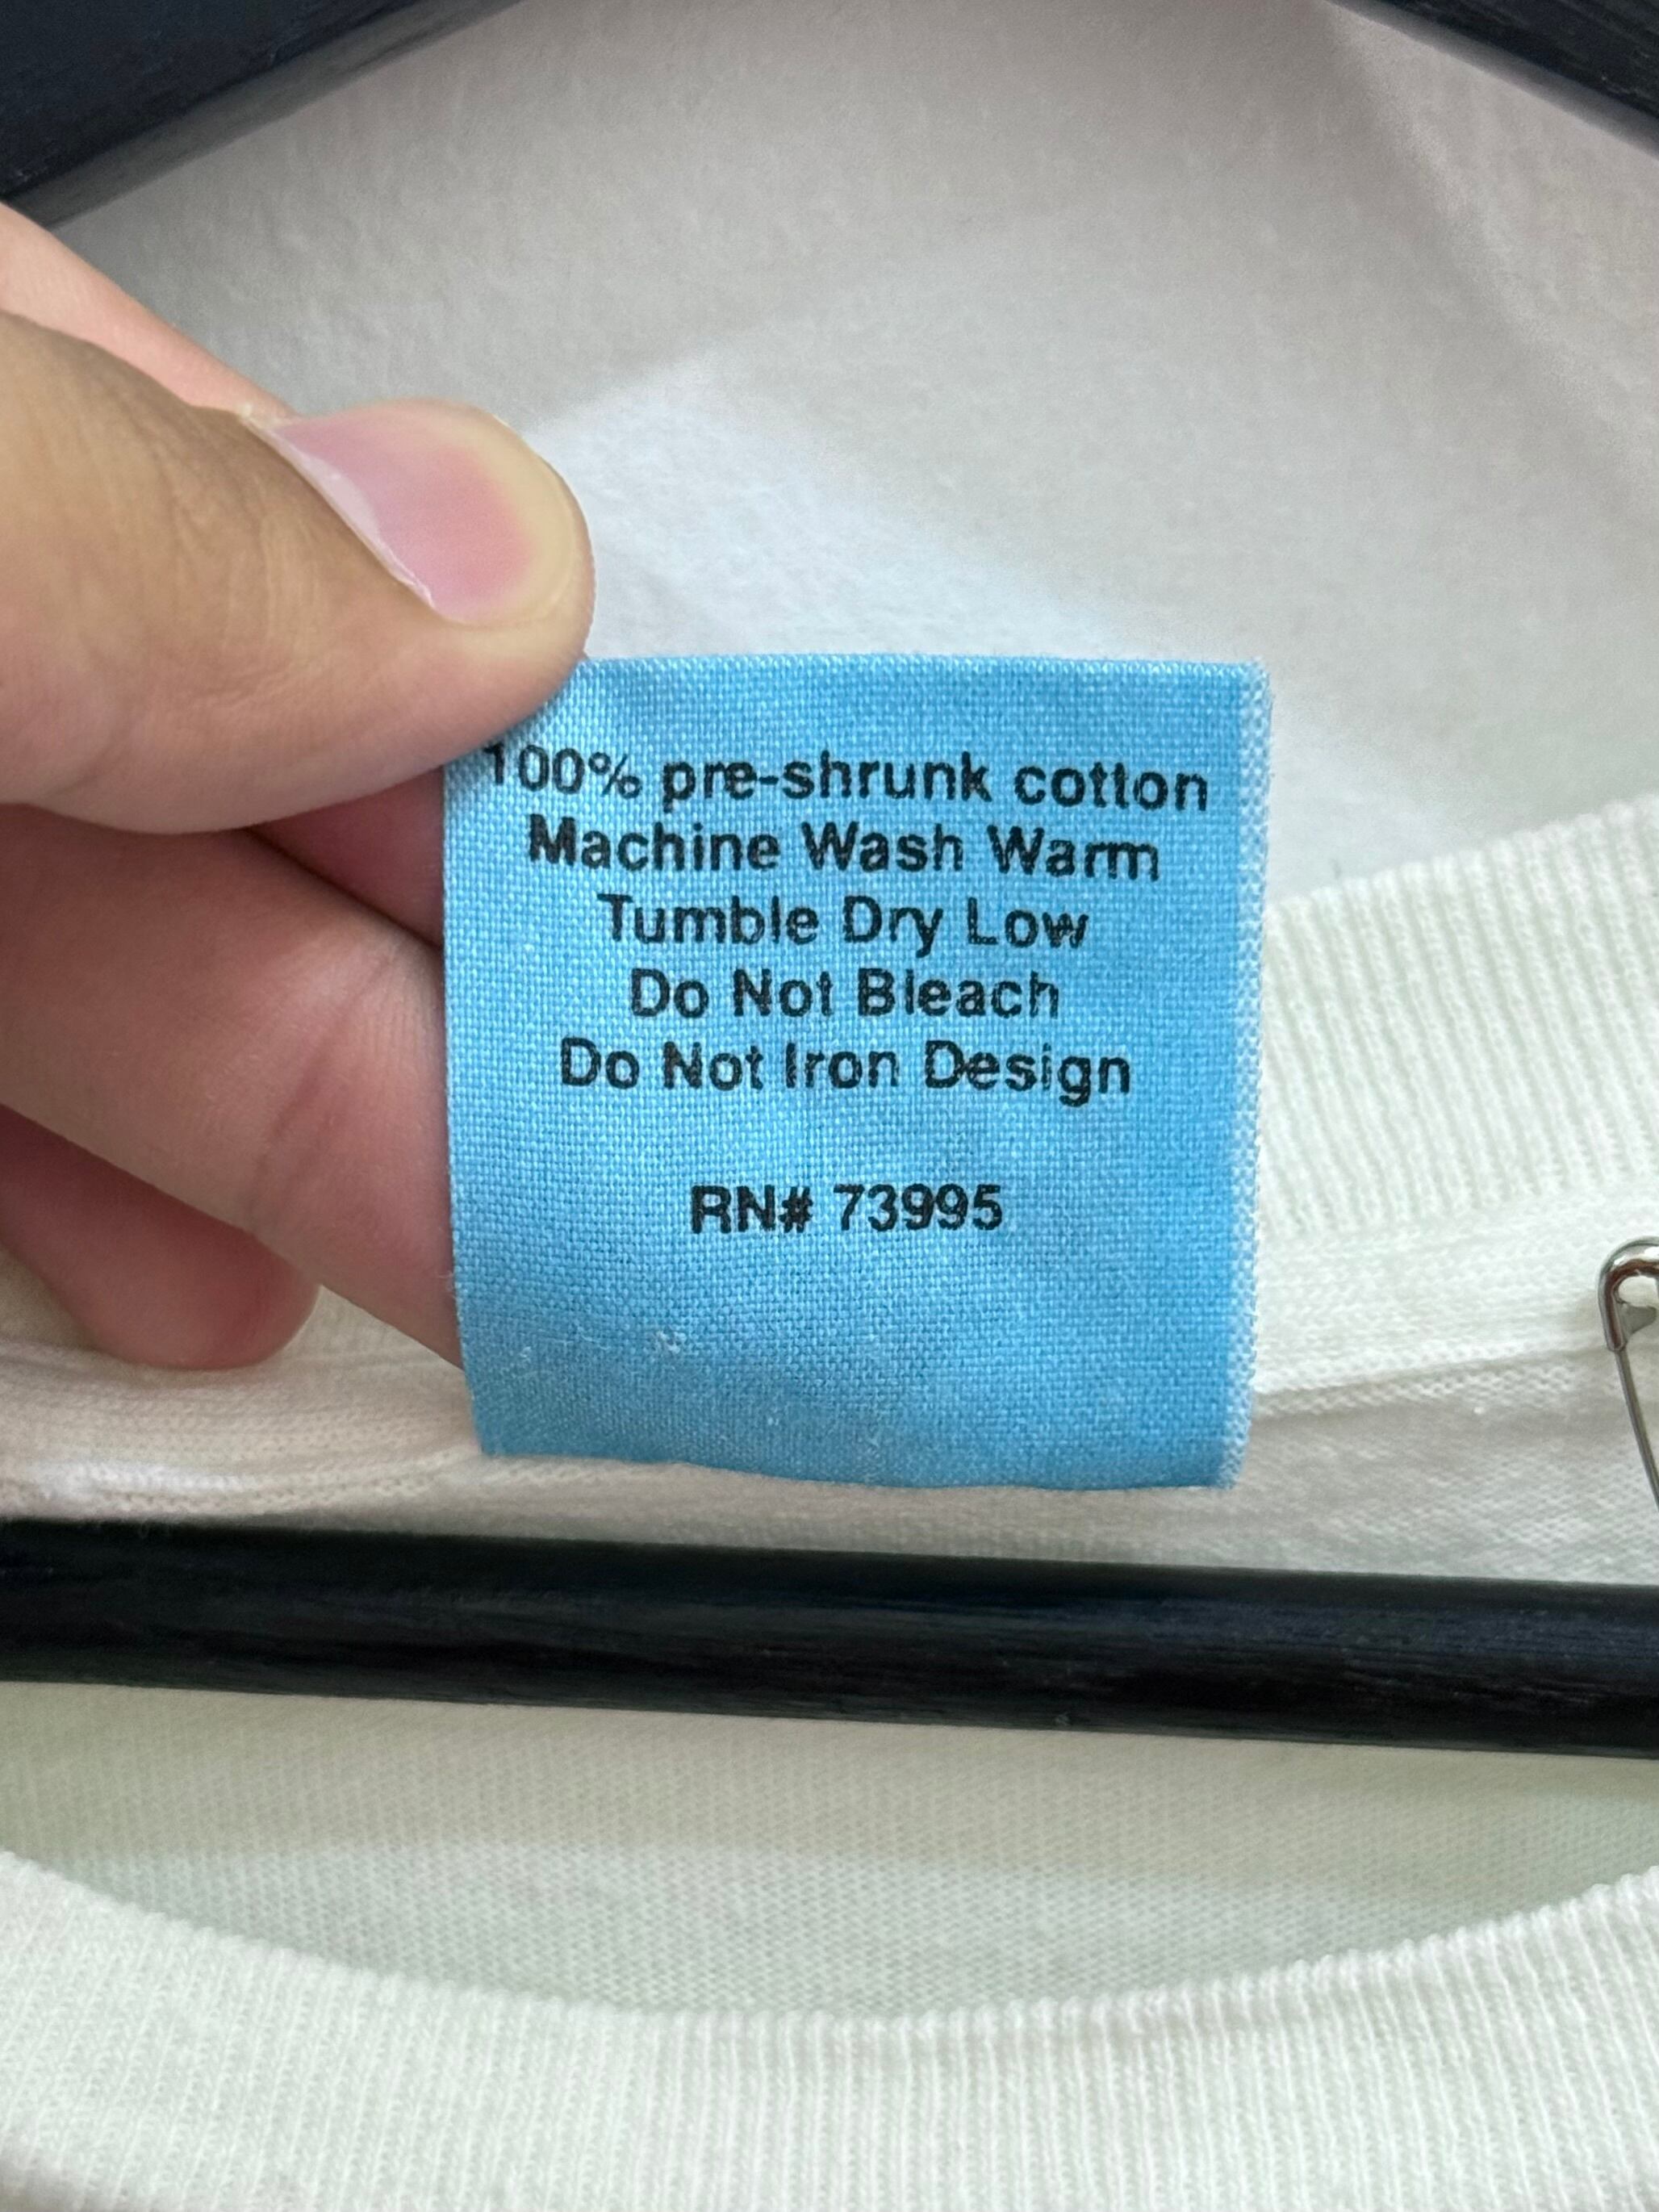 100% pre-shrunk cotton
Machine Wash Warm
Tumble Dry Low
Do Not Bleach
Do Not Iron Design
RN# 73995